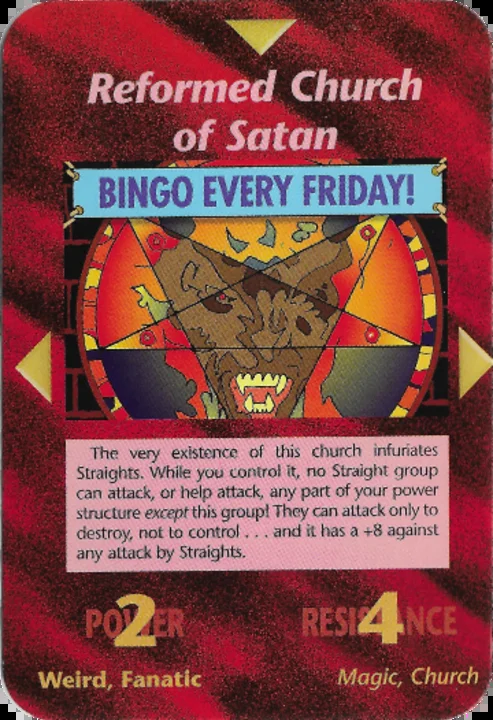 Reformed Church
of Satan
BINGO EVERY FRIDAY!
The very existence of this church infuriates
Straights. While you control it, no Straight group
can attack, or help attack, any part of your power
structure except this group! They can attack only to
destroy, not to control . . . and it has a +8 against
any attack by Straights.
POWER 2 RESISTANCE 4
Weird, Fanatic Magic, Church